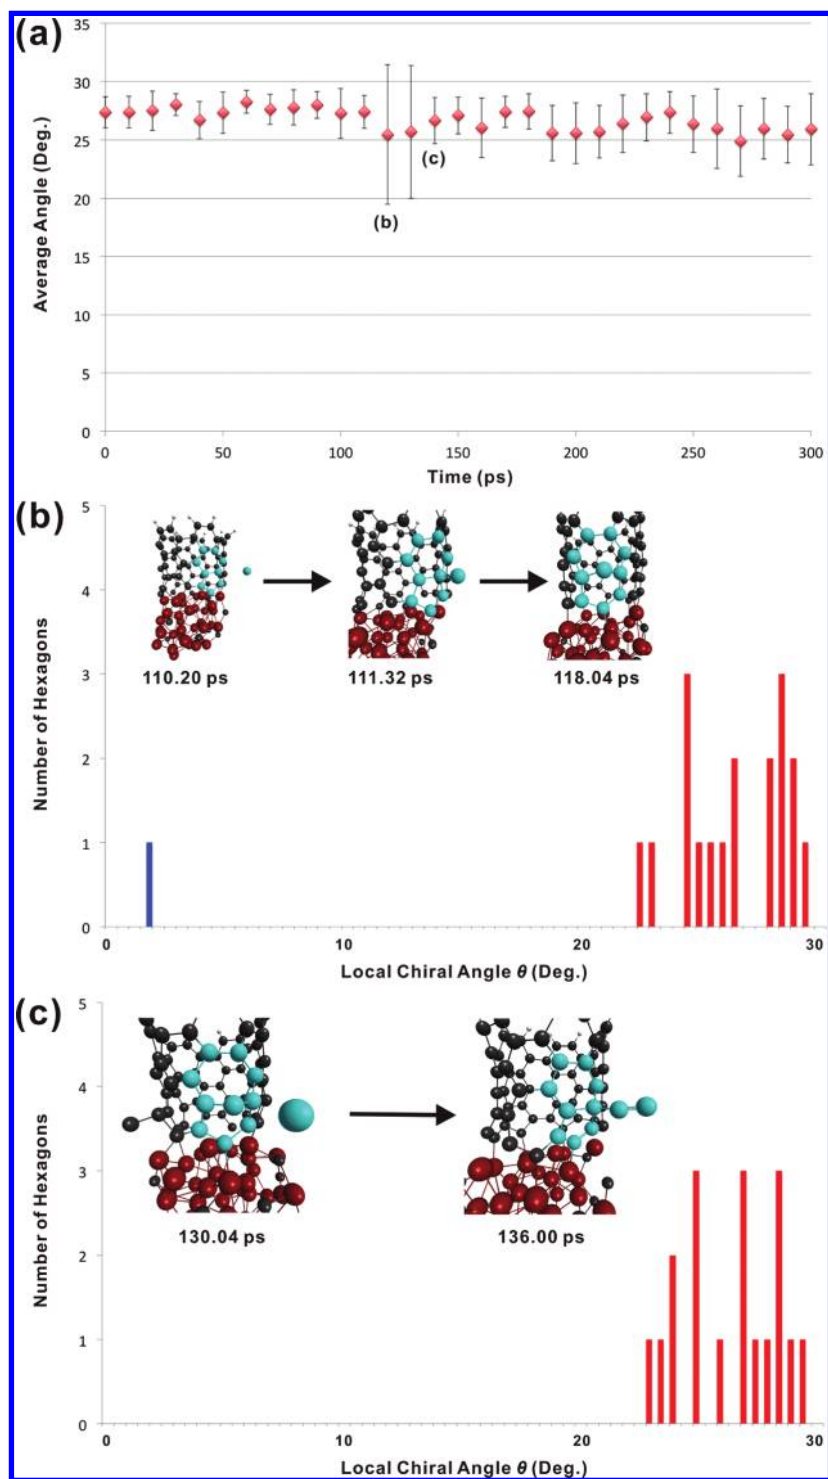 (a)
Average Angle (Deg.)
35
30
25
20
15
10
5
0
(c)
(b)
0 50 100 150 200 250 300
Time (ps)
(b)
Number of Hexagons
5
4
3
2
1
0
110.20 ps 111.32 ps 118.04 ps
0 10 20 30
Local Chiral Angle θ (Deg.)
(c)
Number of Hexagons
5
4
3
2
1
0
130.04 ps 136.00 ps
0 10 20 30
Local Chiral Angle θ (Deg.)